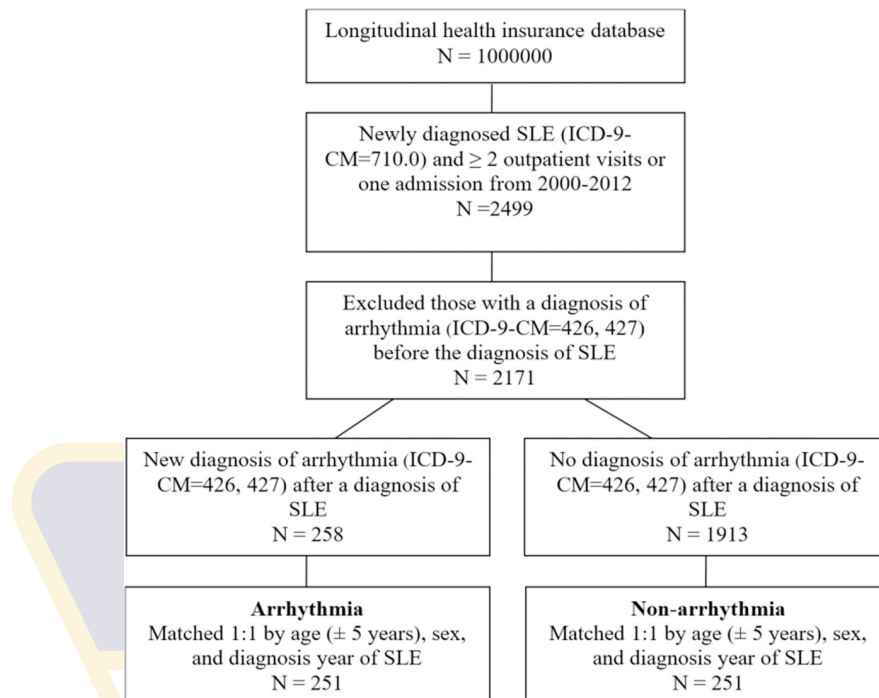 Longitudinal health insurance database
N = 1000000
Newly diagnosed SLE (ICD-9-
CM=710.0) and ≥ 2 outpatient visits or
one admission from 2000-2012
N =2499
Excluded those with a diagnosis of
arrhythmia (ICD-9-CM=426, 427)
before the diagnosis of SLE
N = 2171
New diagnosis of arrhythmia (ICD-9-
CM=426, 427) after a diagnosis of
SLE
N = 258
No diagnosis of arrhythmia (ICD-9-
CM=426, 427) after a diagnosis of
SLE
N = 1913
Arrhythmia
Matched 1:1 by age (± 5 years), sex,
and diagnosis year of SLE
N = 251
Non-arrhythmia
Matched 1:1 by age (± 5 years), sex,
and diagnosis year of SLE
N = 251